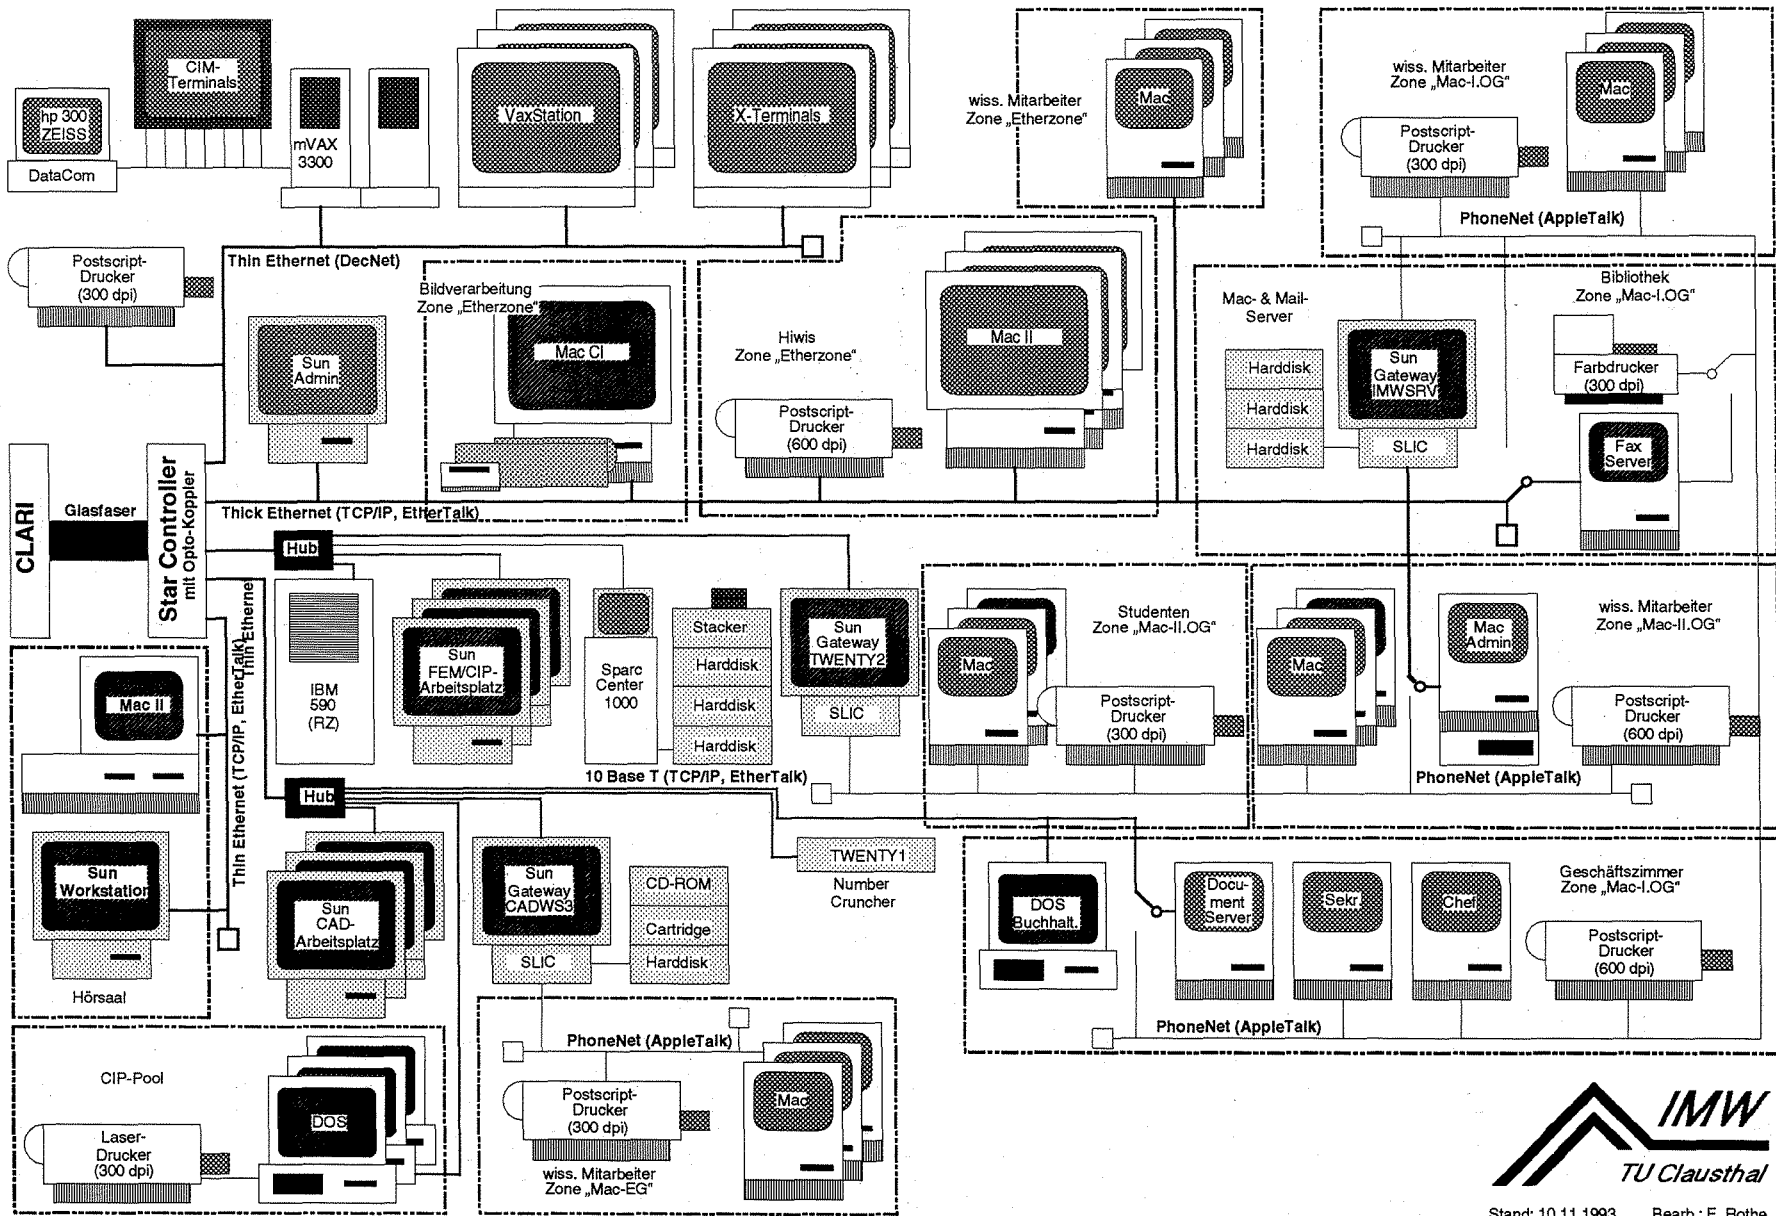 CIM-
Terminals
hp 300
ZEISS
DataCom
mVAX
3300
VaxStation
X-Terminals
wiss. Mitarbeiter
Zone „Etherzone“
Mac
wiss. Mitarbeiter
Zone „Mac-I.OG“
Postscript-
Drucker
(300 dpi)
Mac
PhoneNet (AppleTalk)
Postscript-
Drucker
(300 dpi)
Thin Ethernet (DecNet)
Sun
Admin
Bildverarbeitung
Zone „Etherzone“
Mac CI
Hiwis
Zone „Etherzone“
Postscript-
Drucker
(600 dpi)
Mac II
Mac- & Mail-
Server
Harddisk
Harddisk
Harddisk
Sun
Gateway
IMWSRV
SLIC
Bibliothek
Zone „Mac-I.OG“
Farbdrucker
(300 dpi)
Fax
Server
CLARI
Glasfaser
Star Controller
mit Opto-Koppler
Thick Ethernet (TCP/IP, EtherTalk)
Hub
Thin Ethernet
Thin Ethernet (TCP/IP, EtherTalk)
IBM
590
(RZ)
Sun
FEM/CIP-
Arbeitsplatz
Sparc
Center
1000
Stacker
Harddisk
Harddisk
Harddisk
Sun
Gateway
TWENTY2
SLIC
Studenten
Zone „Mac-II.OG“
Mac
Postscript-
Drucker
(300 dpi)
Mac
Mac
Admin
wiss. Mitarbeiter
Zone „Mac-II.OG“
Postscript-
Drucker
(600 dpi)
PhoneNet (AppleTalk)
10 Base T (TCP/IP, EtherTalk)
Mac II
Sun
Workstation
Hörsaal
Hub
Sun
CAD-
Arbeitsplatz
Sun
Gateway
CADWS3
SLIC
CD-ROM
Cartridge
Harddisk
TWENTY1
Number
Cruncher
DOS
Buchhalt.
Docu-
ment
Server
Sekr.
Chef
Geschäftszimmer
Zone „Mac-I.OG“
Postscript-
Drucker
(600 dpi)
PhoneNet (AppleTalk)
CIP-Pool
Laser-
Drucker
(300 dpi)
DOS
PhoneNet (AppleTalk)
Postscript-
Drucker
(300 dpi)
wiss. Mitarbeiter
Zone „Mac-EG“
Mac
IMW
TU Clausthal
Stand: 10.11.1993 Bearb.: E. Rothe